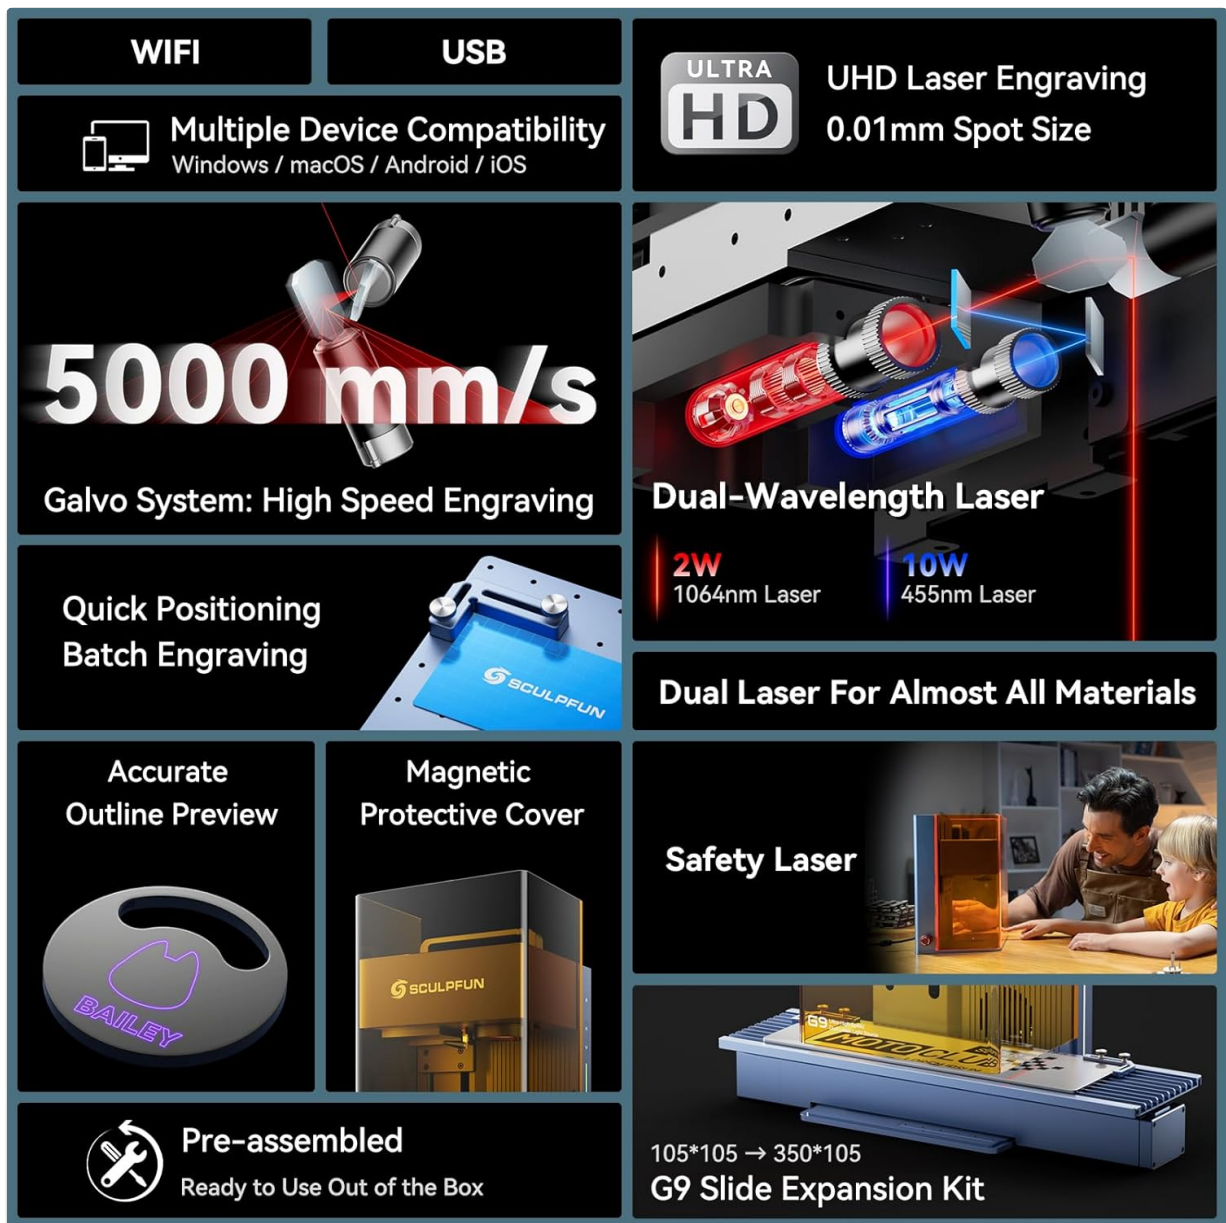 WIFI
USB
Multiple Device Compatibility
Windows / macOS / Android / iOS
ULTRA
HD
UHD Laser Engraving
0.01mm Spot Size
5000 mm/s
Galvo System: High Speed Engraving
Dual-Wavelength Laser
2W
1064nm Laser
10W
455nm Laser
Quick Positioning
Batch Engraving
SCULPFUN
Dual Laser For Almost All Materials
Accurate
Outline Preview
BAILEY
Magnetic
Protective Cover
SCULPFUN
Safety Laser
Pre-assembled
Ready to Use Out of the Box
G9
MOTO CLUB
105*105 → 350*105
G9 Slide Expansion Kit